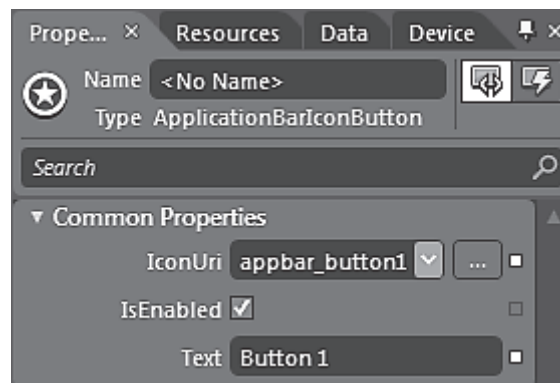 Prope... × Resources Data Device
Name <No Name>
Type ApplicationBarIconButton
Search
Common Properties
IconUri appbar_button1 ...
IsEnabled
Text Button 1